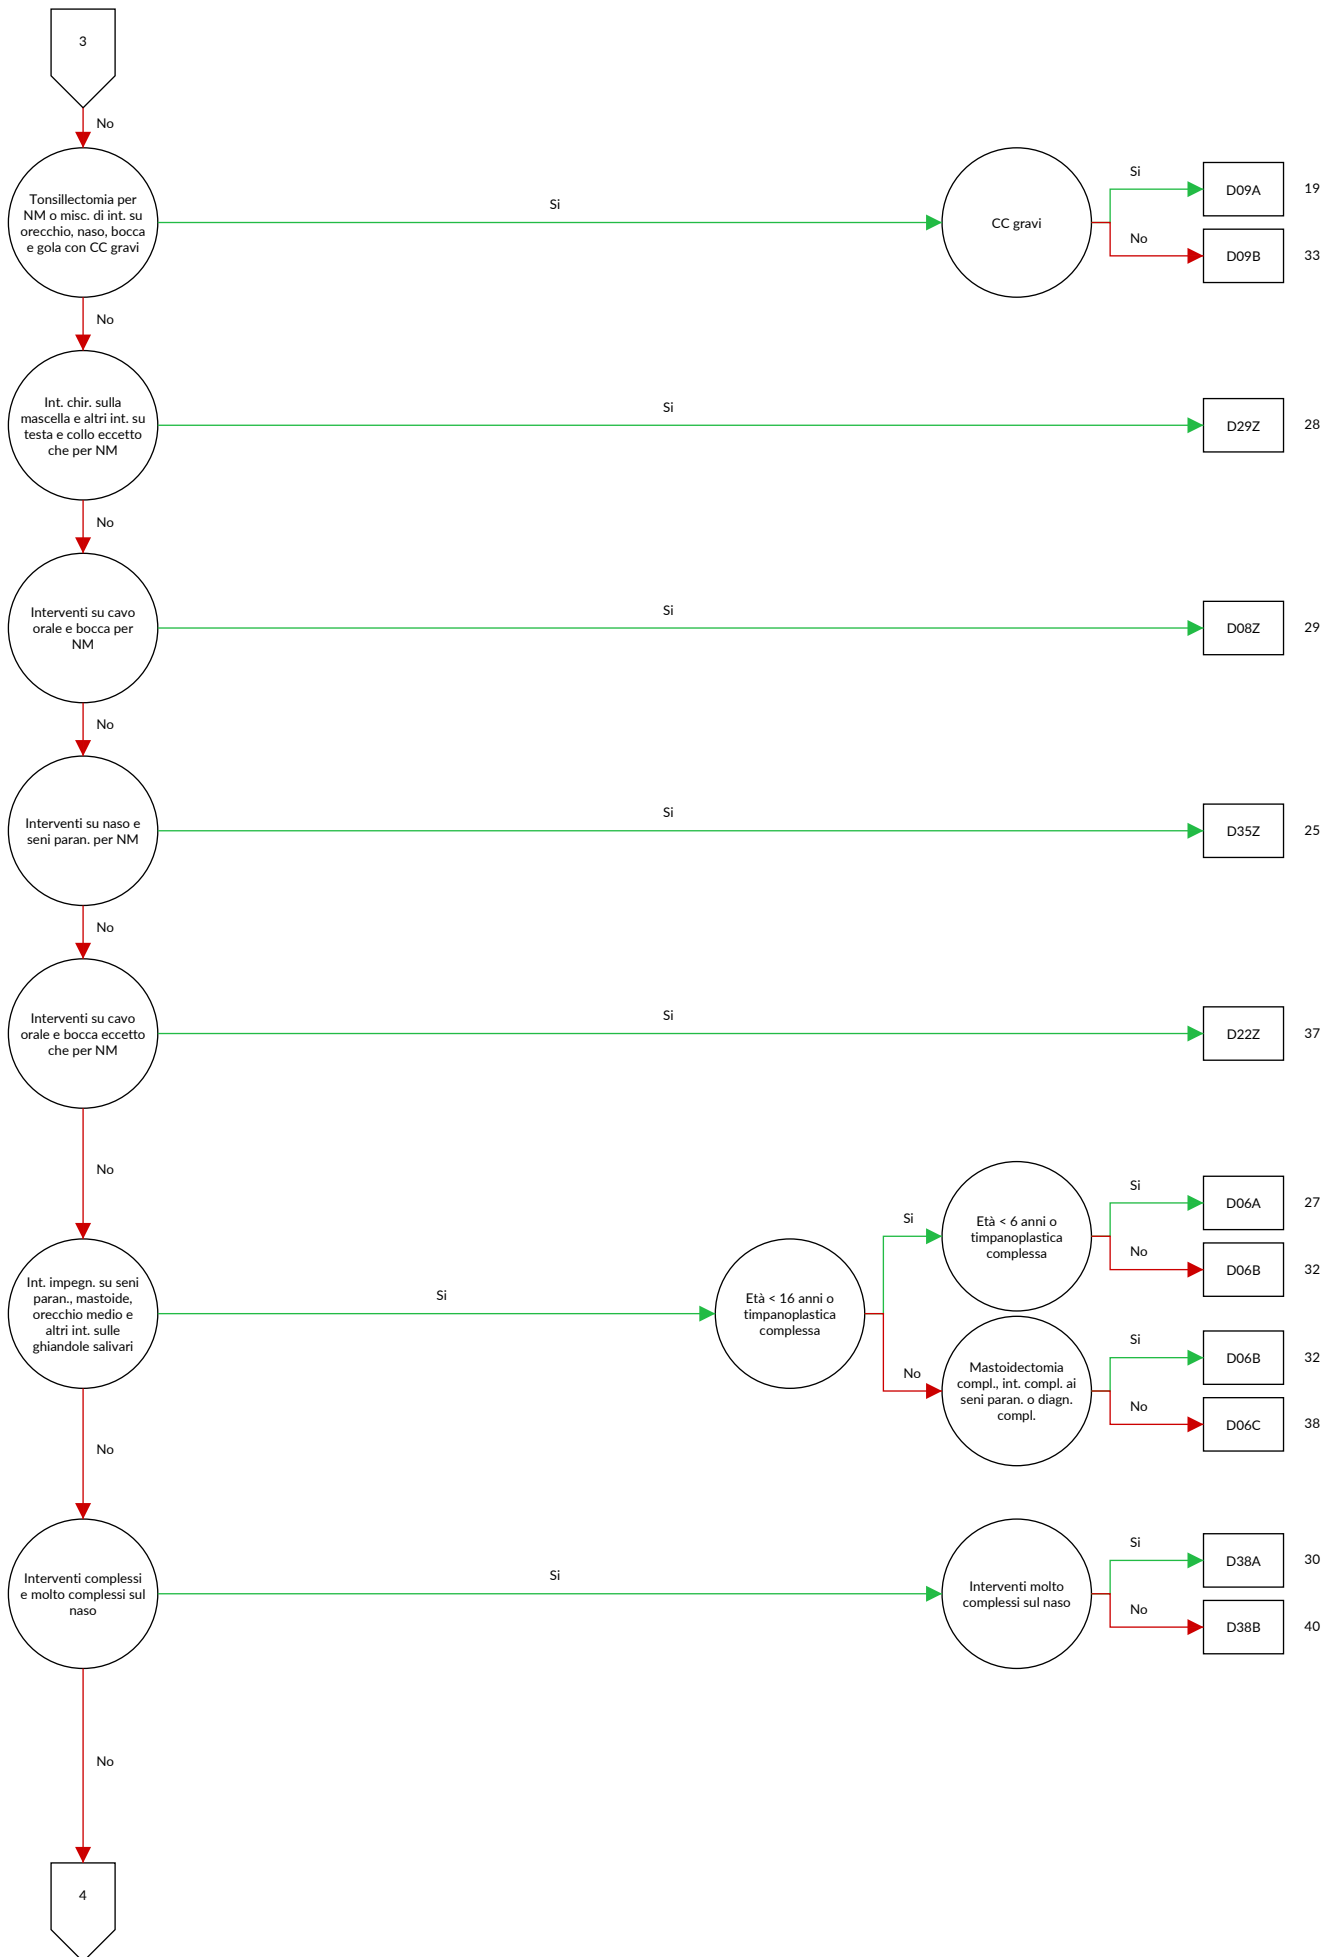 3
No
Tonsillectomia per
NM o misc. di int. su
orecchio, naso, bocca
e gola con CC gravi
Si
CC gravi
Si
D09A
19
No
D09B
33
No
Int. chir. sulla
mascella e altri int. su
testa e collo eccetto
che per NM
Si
D29Z
28
No
Interventi su cavo
orale e bocca per
NM
Si
D08Z
29
No
Interventi su naso e
seni paran. per NM
Si
D35Z
25
No
Interventi su cavo
orale e bocca eccetto
che per NM
Si
D22Z
37
No
Int. impegn. su seni
paran., mastoide,
orecchio medio e
altri int. sulle
ghiandole salivari
Si
Età < 16 anni o
timpanoplastica
complessa
Si
Età < 6 anni o
timpanoplastica
complessa
Si
D06A
27
No
D06B
32
No
Mastoidectomia
compl., int. compl. ai
seni paran. o diagn.
compl.
Si
D06B
32
No
D06C
38
No
Interventi complessi
e molto complessi sul
naso
Si
Interventi molto
complessi sul naso
Si
D38A
30
No
D38B
40
No
4